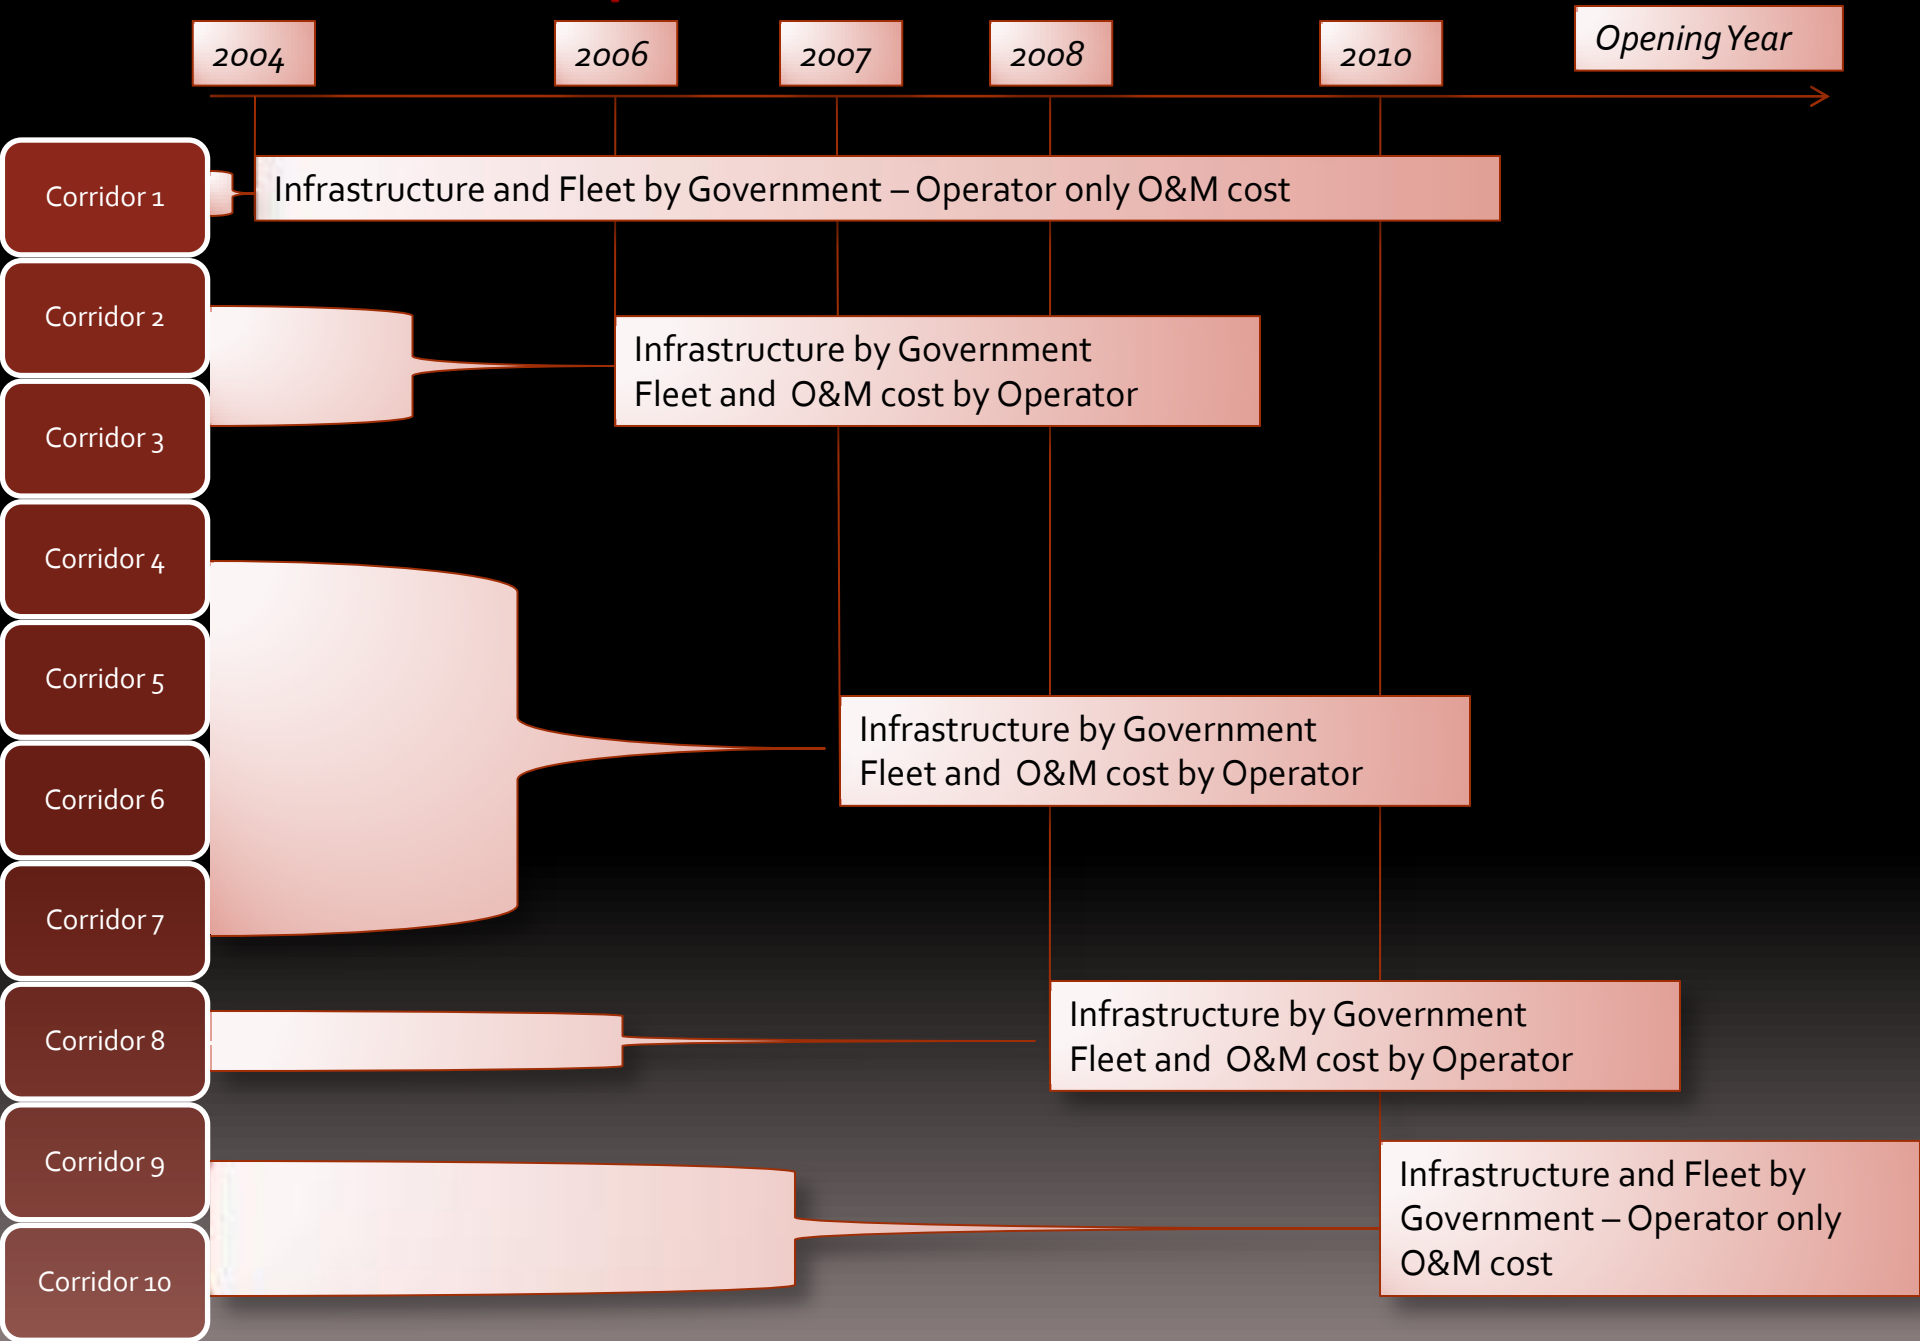 2004
2006
2007
2008
2010
Opening Year
Corridor 1
Infrastructure and Fleet by Government – Operator only O&M cost
Corridor 2
Infrastructure by Government
Fleet and O&M cost by Operator
Corridor 3
Corridor 4
Corridor 5
Infrastructure by Government
Fleet and O&M cost by Operator
Corridor 6
Corridor 7
Corridor 8
Infrastructure by Government
Fleet and O&M cost by Operator
Corridor 9
Infrastructure and Fleet by
Government – Operator only
O&M cost
Corridor 10